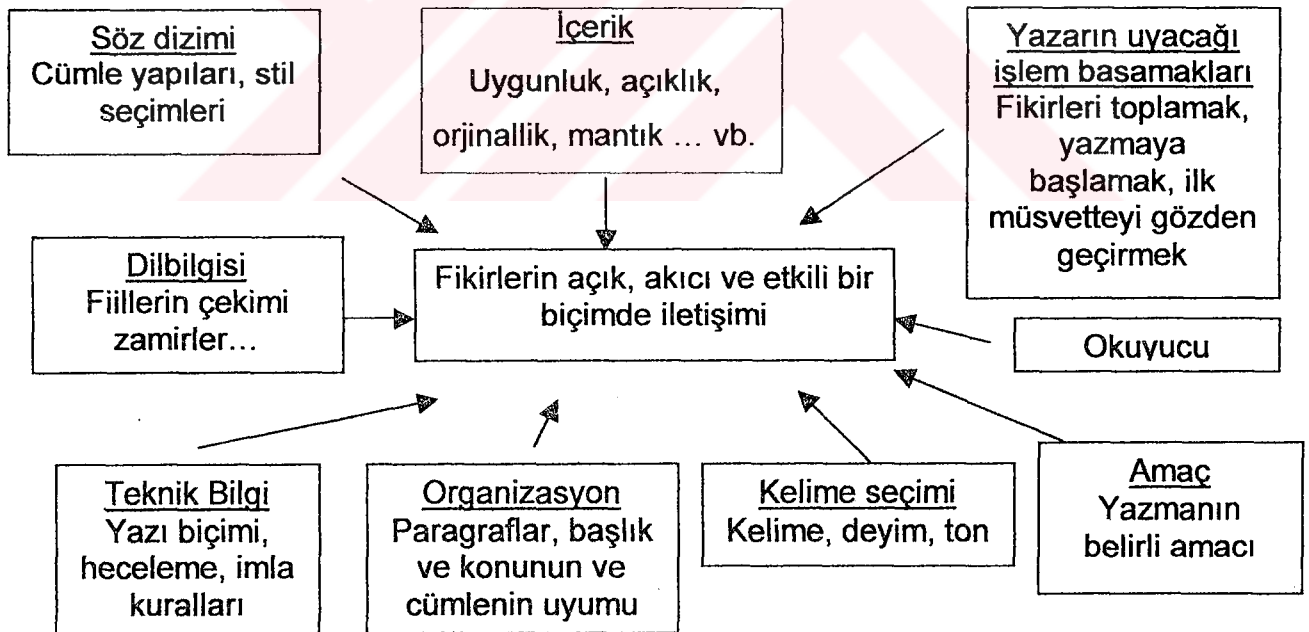 Söz dizimi
Cümle yapıları, stil
seçimleri
İçerik
Uygunluk, açıklık,
orjinallik, mantık ... vb.
Yazarın uyacağı
işlem basamakları
Fikirleri toplamak,
yazmaya
başlamak, ilk
müsvetteyi gözden
geçirmek
Dilbilgisi
Fiillerin çekimi
zamirler...
Fikirlerin açık, akıcı ve etkili bir
biçimde iletişimi
Okuyucu
Teknik Bilgi
Yazı biçimi,
heceleme, imla
kuralları
Organizasyon
Paragraflar, başlık
ve konunun ve
cümlenin uyumu
Kelime seçimi
Kelime, deyim, ton
Amaç
Yazmanın
belirli amacı